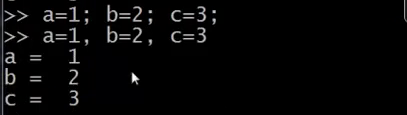 >> a=1; b=2; c=3;
>> a=1, b=2, c=3
a =  1
b =  2
c =  3